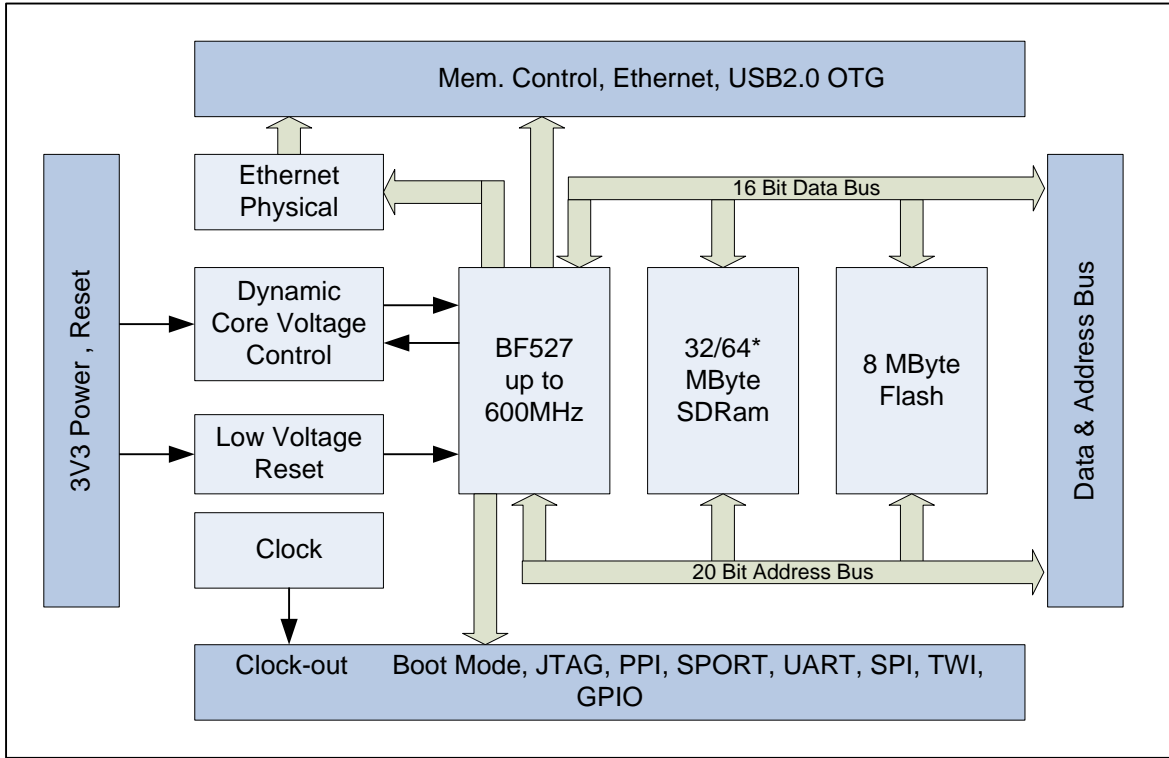 Mem. Control, Ethernet, USB2.0 OTG
3V3 Power , Reset
Ethernet
Physical
16 Bit Data Bus
Dynamic
Core Voltage
Control
BF527
up to
600MHz
32/64*
MByte
SDRam
8 MByte
Flash
Data & Address Bus
Low Voltage
Reset
Clock
20 Bit Address Bus
Clock-out
Boot Mode, JTAG, PPI, SPORT, UART, SPI, TWI,
GPIO